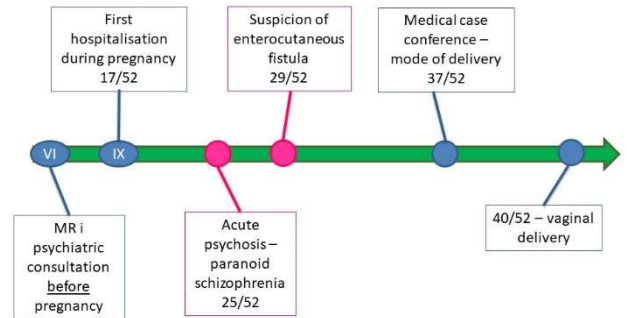 First
hospitalisation
during pregnancy
17/52
Suspicion of
enterocutaneous
fistula
29/52
Medical case
conference –
mode of delivery
37/52
VI
IX
MR i
psychiatric
consultation
before
pregnancy
Acute
psychosis –
paranoid
schizophrenia
25/52
40/52 – vaginal
delivery